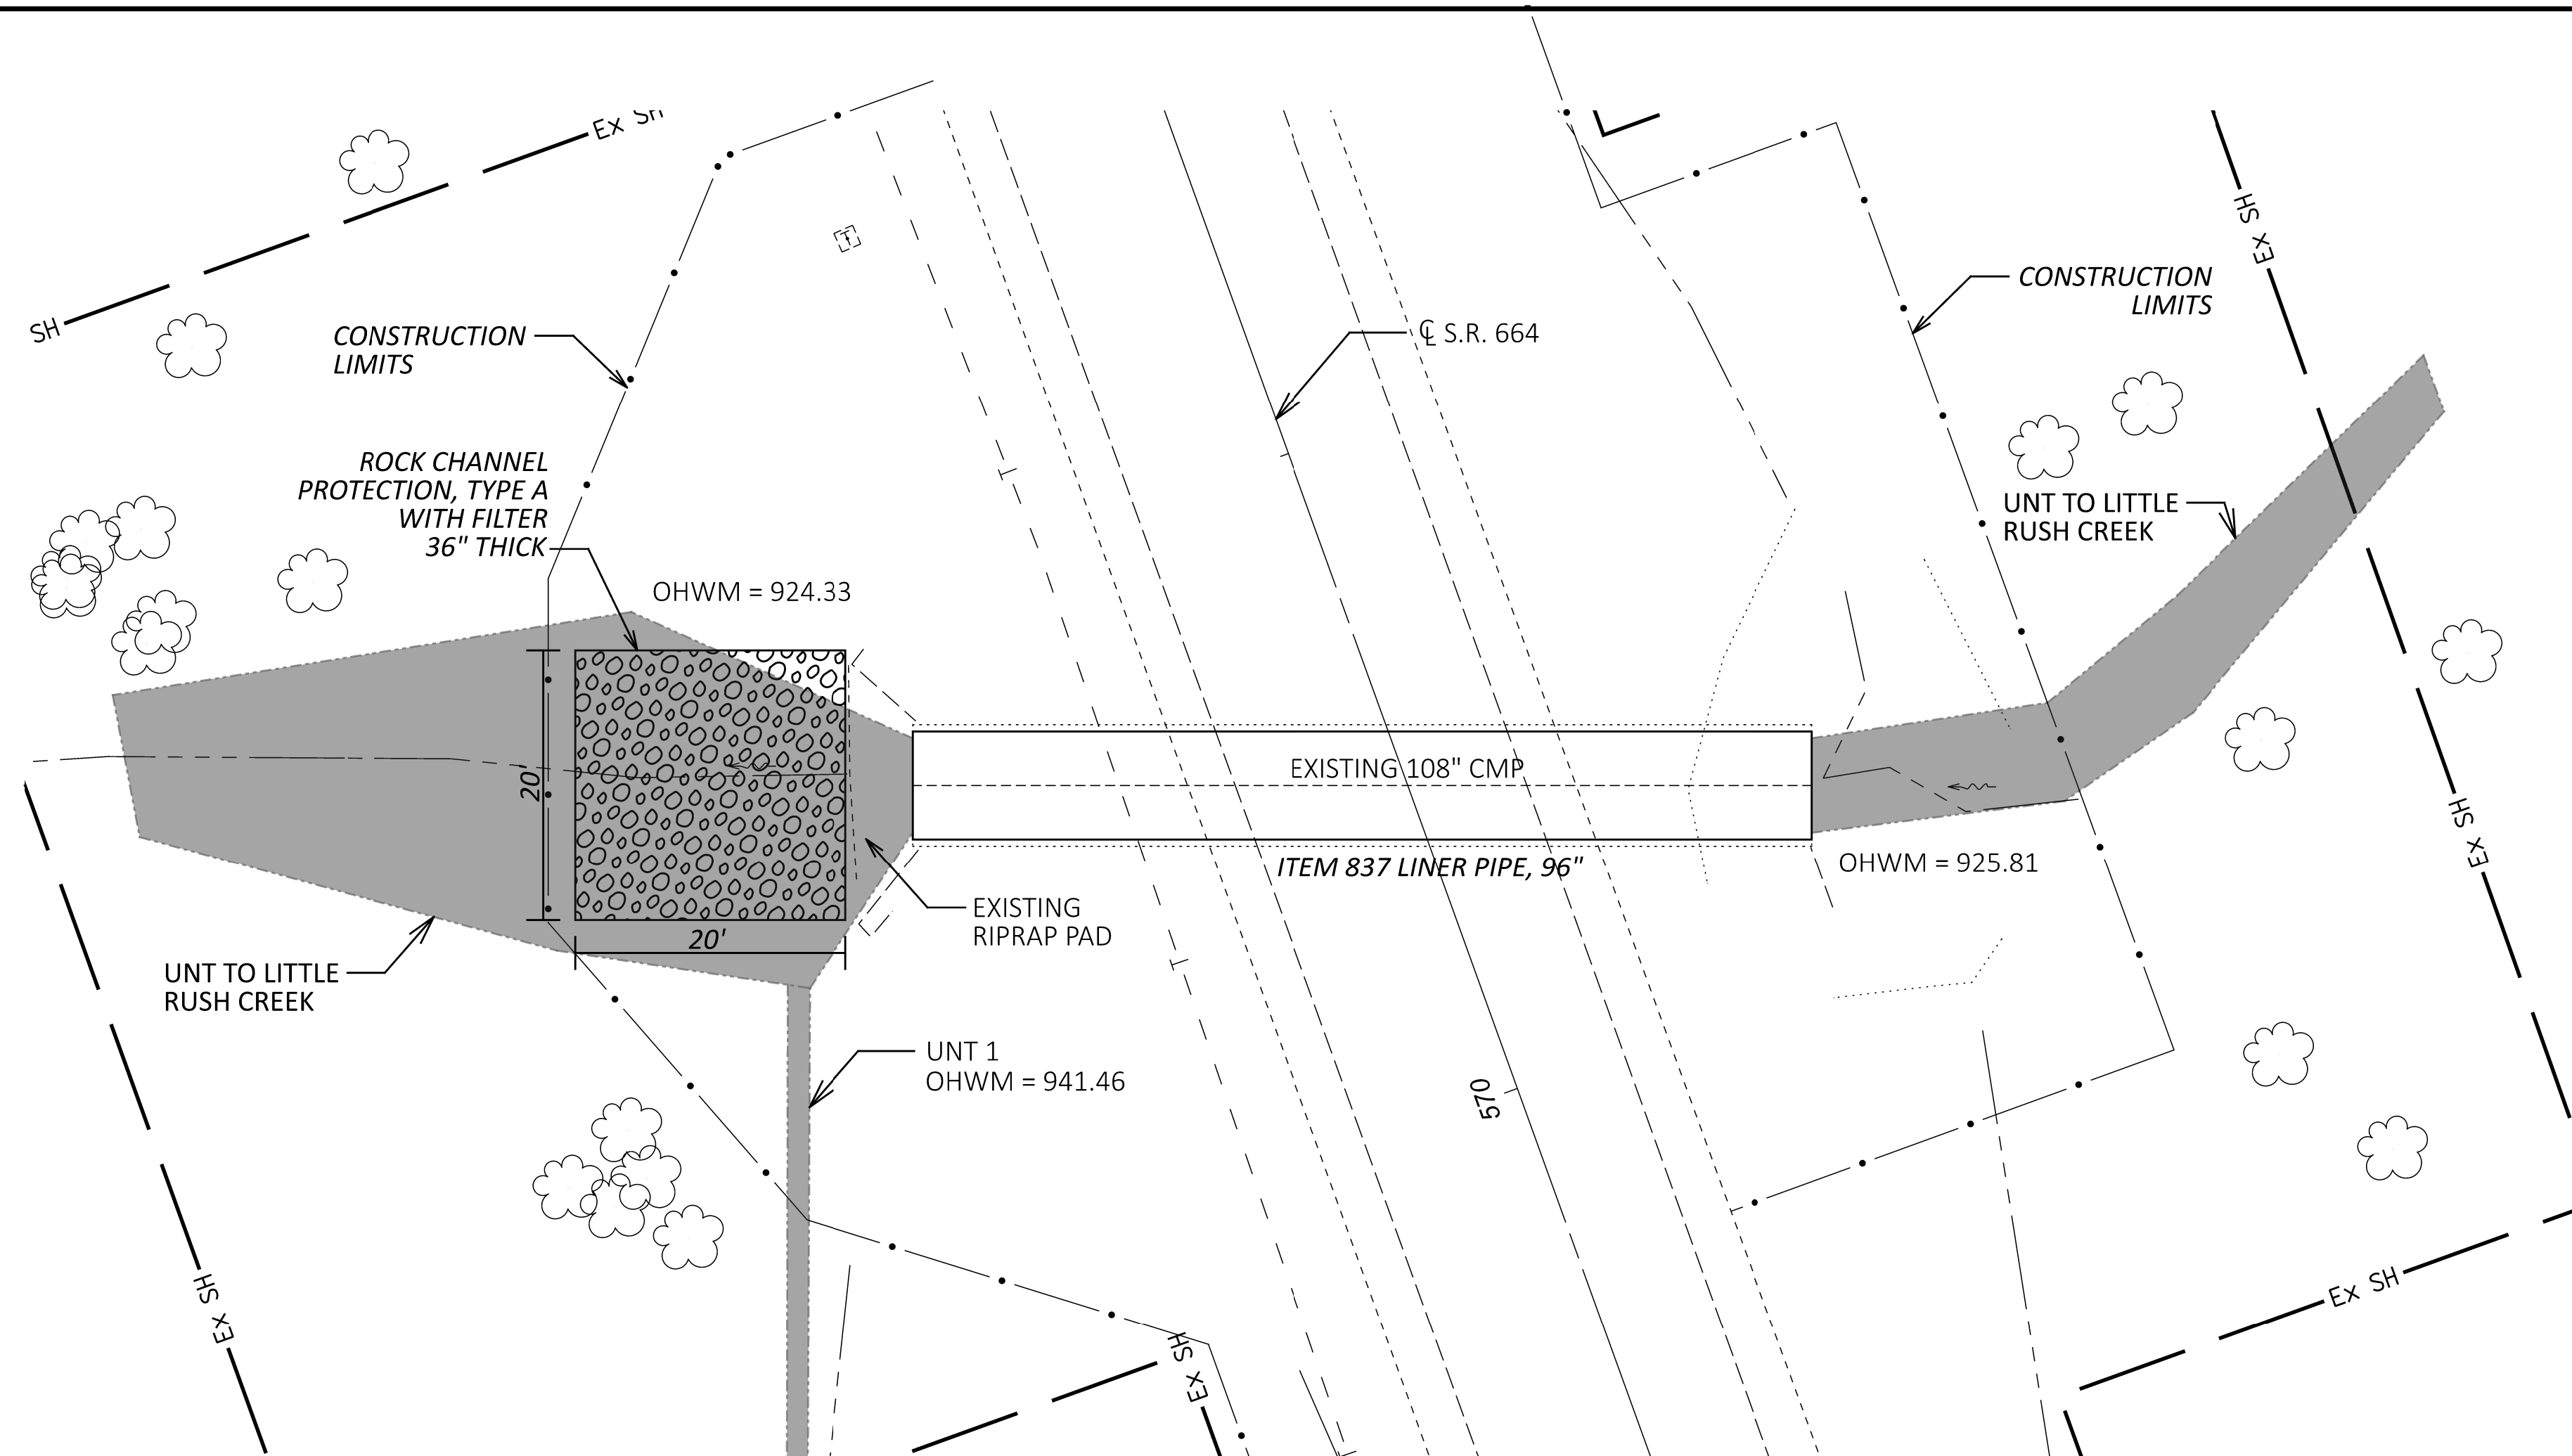 Ex SH
SH
Ex SH
CONSTRUCTION
LIMITS
CONSTRUCTION
LIMITS
℄ S.R. 664
ROCK CHANNEL
PROTECTION, TYPE A
WITH FILTER
36" THICK
OHWM = 924.33
UNT TO LITTLE
RUSH CREEK
20'
EXISTING 108" CMP
ITEM 837 LINER PIPE, 96"
OHWM = 925.81
Ex SH
EXISTING
RIPRAP PAD
20'
UNT TO LITTLE
RUSH CREEK
UNT 1
OHWM = 941.46
570
Ex SH
Ex SH
Ex SH
T